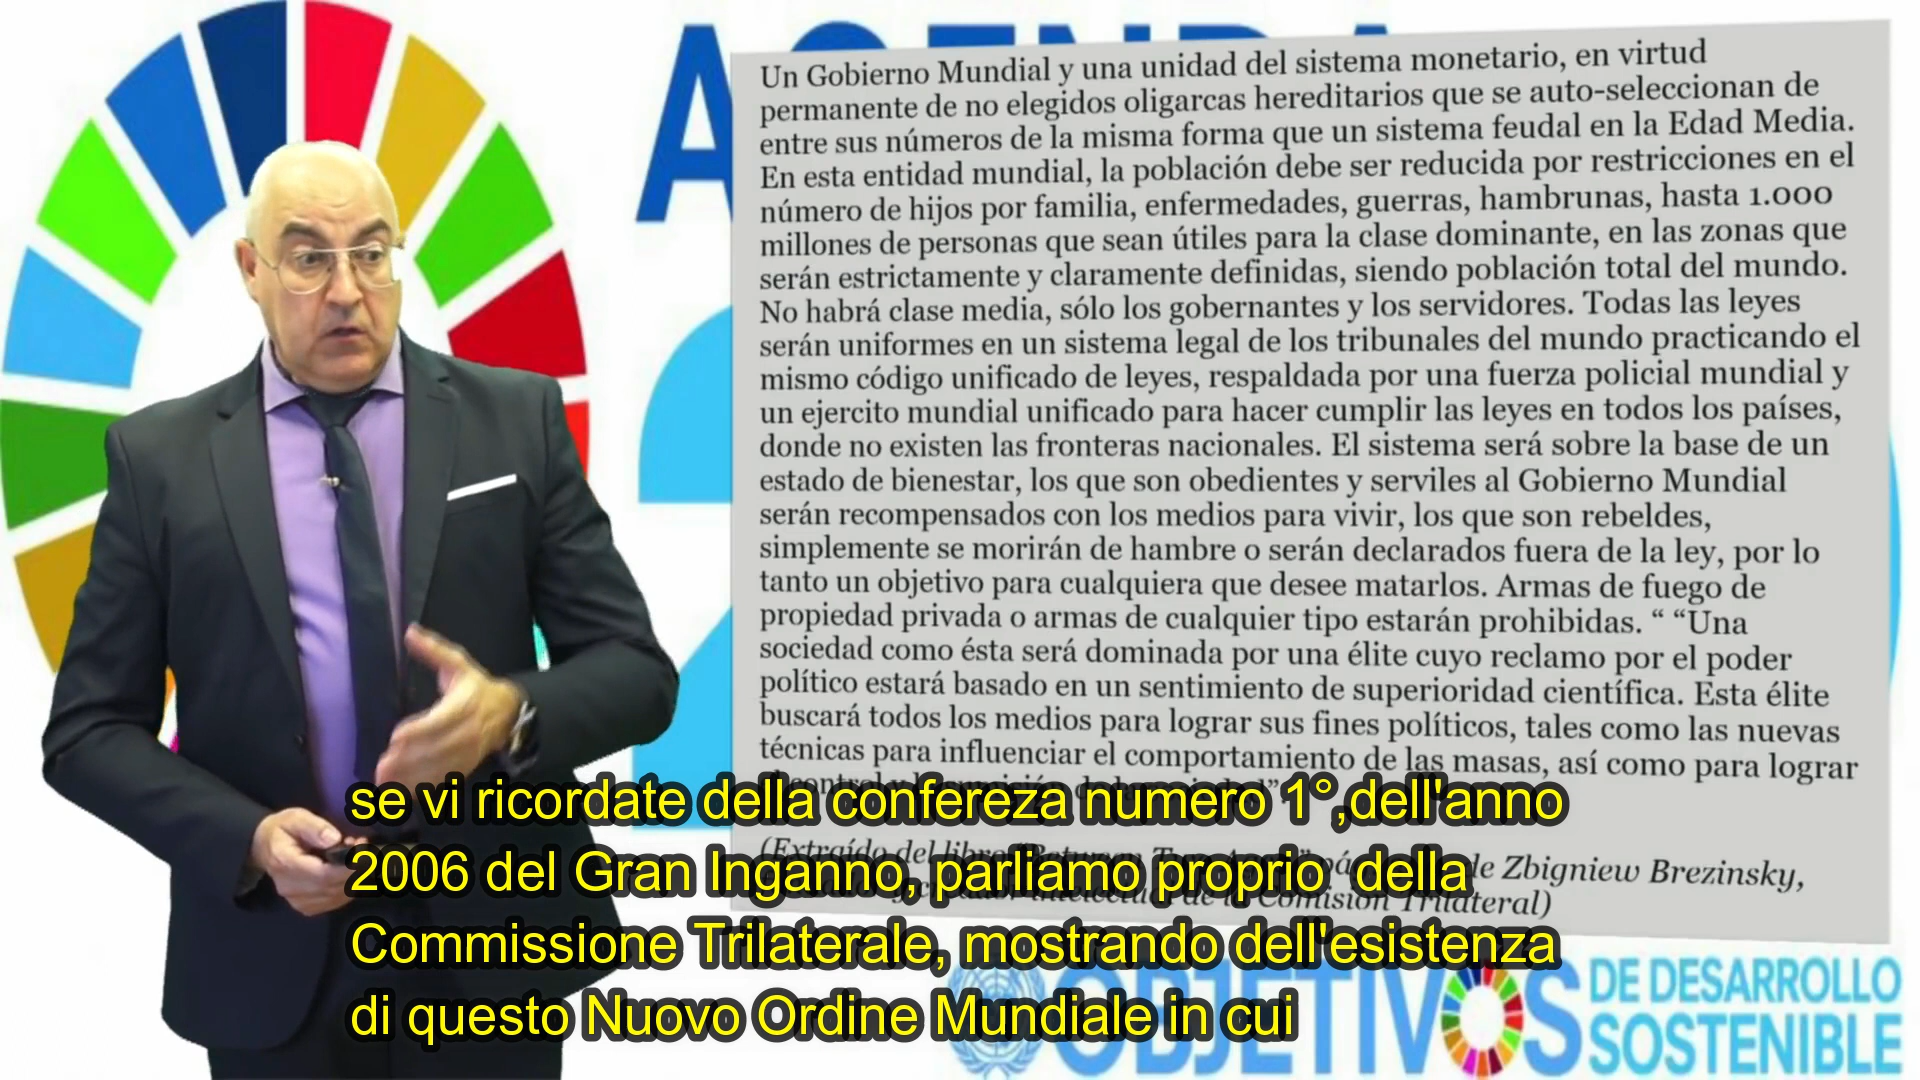 AGENDA
Un Gobierno Mundial y una unidad del sistema monetario, en virtud
permanente de no elegidos oligarcas hereditarios que se auto-seleccionan de
entre sus números de la misma forma que un sistema feudal en la Edad Media.
En esta entidad mundial, la población debe ser reducida por restricciones en el
número de hijos por familia, enfermedades, guerras, hambrunas, hasta 1.000
millones de personas que sean útiles para la clase dominante, en las zonas que
serán estrictamente y claramente definidas, siendo población total del mundo.
No habrá clase media, sólo los gobernantes y los servidores. Todas las leyes
serán uniformes en un sistema legal de los tribunales del mundo practicando el
mismo código unificado de leyes, respaldada por una fuerza policial mundial y
un ejercito mundial unificado para hacer cumplir las leyes en todos los países,
donde no existen las fronteras nacionales. El sistema será sobre la base de un
estado de bienestar, los que son obedientes y serviles al Gobierno Mundial
serán recompensados con los medios para vivir, los que son rebeldes,
simplemente se morirán de hambre o serán declarados fuera de la ley, por lo
tanto un objetivo para cualquiera que desee matarlos. Armas de fuego de
propiedad privada o armas de cualquier tipo estarán prohibidas. “ “Una
sociedad como ésta será dominada por una élite cuyo reclamo por el poder
político estará basado en un sentimiento de superioridad científica. Esta élite
buscará todos los medios para lograr sus fines políticos, tales como las nuevas
técnicas para influenciar el comportamiento de las masas, así como para lograr
(Extraído del libro de Zbigniew Brezinsky,
intelectual de la Comisión Trilateral)
se vi ricordate della confereza numero 1°,dell'anno
2006 del Gran Inganno, parliamo proprio della
Commissione Trilaterale, mostrando dell'esistenza
di questo Nuovo Ordine Mundiale in cui
OBJETIVOS DE DESARROLLO
SOSTENIBLE